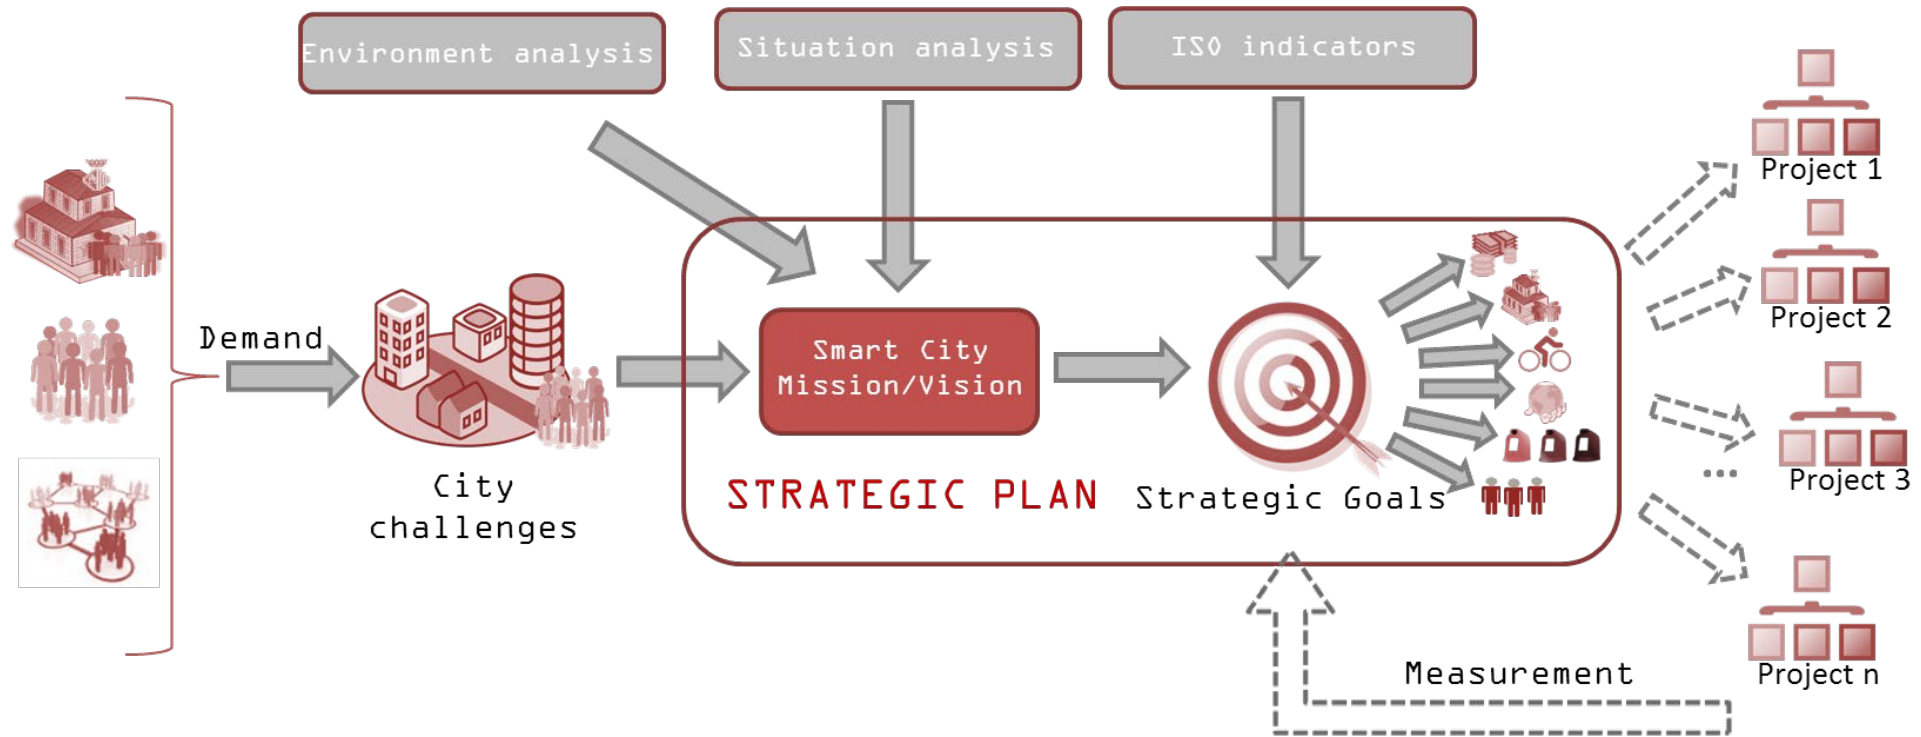 Environment analysis
Situation analysis
ISO indicators
Project 1
Project 2
Demand
Smart City
Mission/Vision
City
challenges
STRATEGIC PLAN
Strategic Goals
...
Project 3
Measurement
Project n